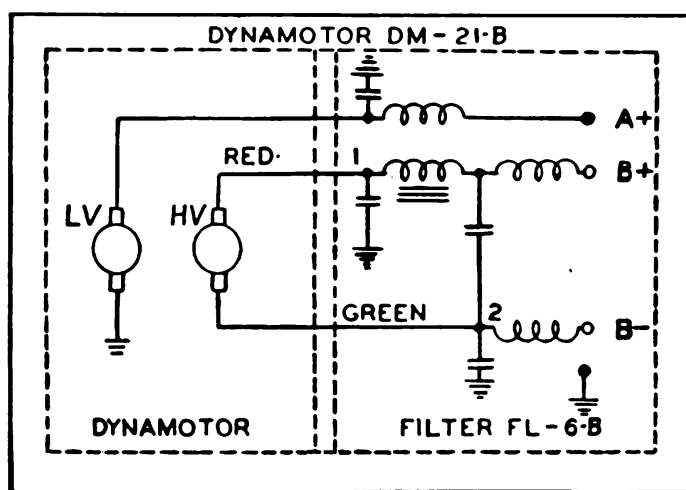 DYNAMOTOR DM-21-B
A+
RED. 1 B+
LV HV
GREEN 2 B-
DYNAMOTOR FILTER FL-6-B